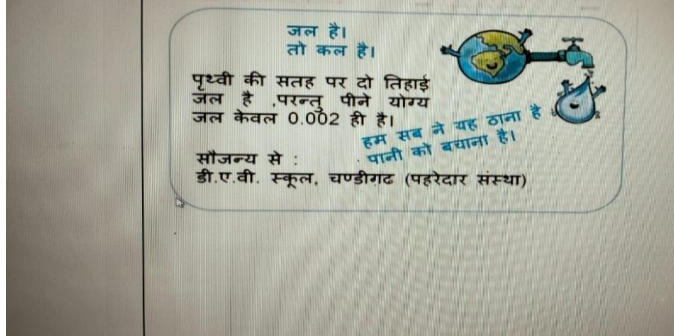 जल है।
तो कल है।
पृथ्वी की सतह पर दो तिहाई
जल है ,परन्तु पीने योग्य
जल केवल 0.002 ही है।
हम सब ने यह ठाना है
पानी को बचाना है।
सौजन्य से :
डी.ए.वी. स्कूल, चण्डीगढ (पहरेदार संस्था)